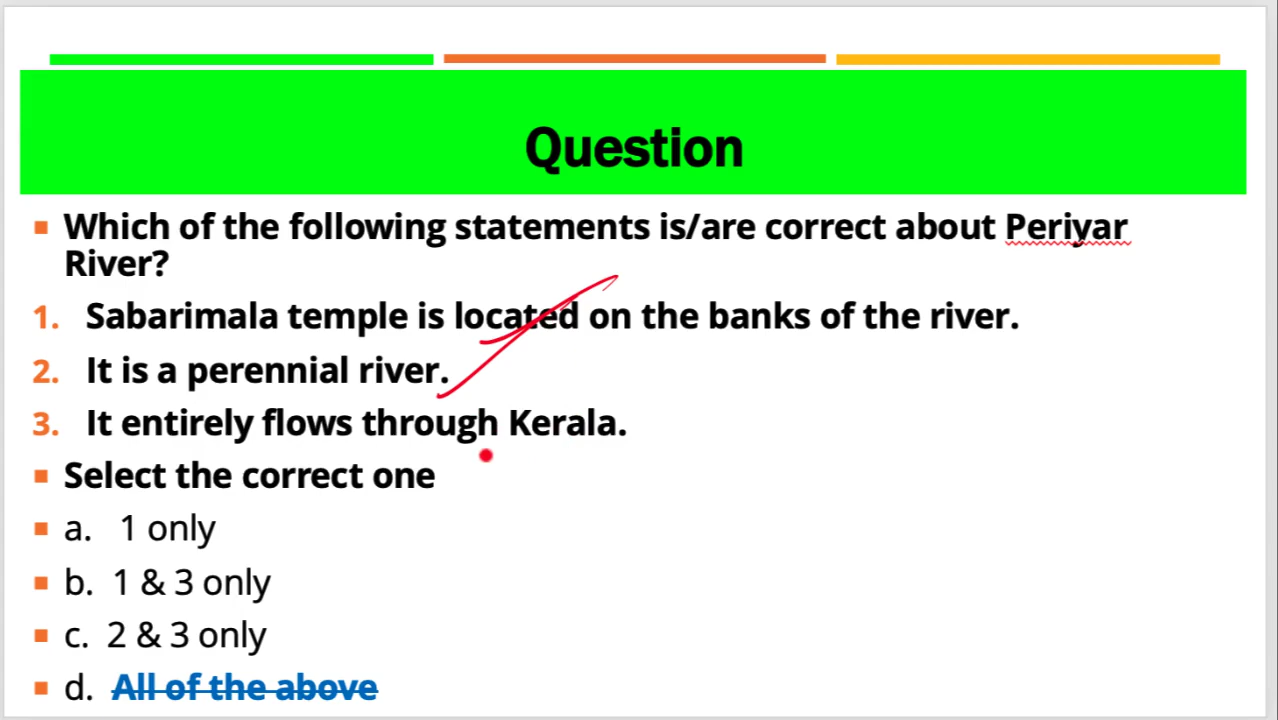 Question
Which of the following statements is/are correct about Periyar
River?
1. Sabarimala temple is located on the banks of the river.
2. It is a perennial river.
3. It entirely flows through Kerala.
Select the correct one
a. 1 only
b. 1 & 3 only
c. 2 & 3 only
d. All of the above